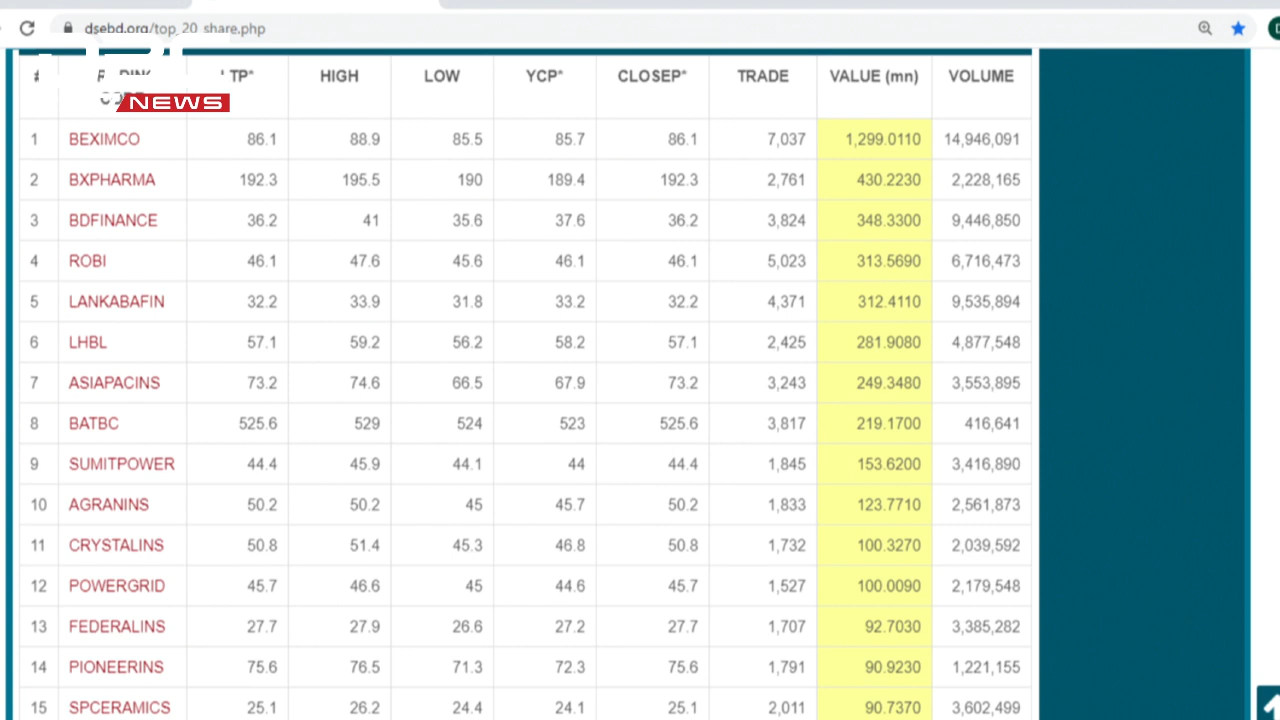 dsebd.org/top_20_share.php
# LTP* HIGH LOW YCP* CLOSEP* TRADE VALUE (mn) VOLUME
NEWS
1 BEXIMCO 86.1 88.9 85.5 85.7 86.1 7,037 1,299.0110 14,946,091
2 BXPHARMA 192.3 195.5 190 189.4 192.3 2,761 430.2230 2,228,165
3 BDFINANCE 36.2 41 35.6 37.6 36.2 3,824 348.3300 9,446,850
4 ROBI 46.1 47.6 45.6 46.1 46.1 5,023 313.5690 6,716,473
5 LANKABAFIN 32.2 33.9 31.8 33.2 32.2 4,371 312.4110 9,535,894
6 LHBL 57.1 59.2 56.2 58.2 57.1 2,425 281.9080 4,877,548
7 ASIAPACINS 73.2 74.6 66.5 67.9 73.2 3,243 249.3480 3,553,895
8 BATBC 525.6 529 524 523 525.6 3,817 219.1700 416,641
9 SUMITPOWER 44.4 45.9 44.1 44 44.4 1,845 153.6200 3,416,890
10 AGRANINS 50.2 50.2 45 45.7 50.2 1,833 123.7710 2,561,873
11 CRYSTALINS 50.8 51.4 45.3 46.8 50.8 1,732 100.3270 2,039,592
12 POWERGRID 45.7 46.6 45 44.6 45.7 1,527 100.0090 2,179,548
13 FEDERALINS 27.7 27.9 26.6 27.2 27.7 1,707 92.7030 3,385,282
14 PIONEERINS 75.6 76.5 71.3 72.3 75.6 1,791 90.9230 1,221,155
15 SPCERAMICS 25.1 26.2 24.4 24.1 25.1 2,011 90.7370 3,602,499